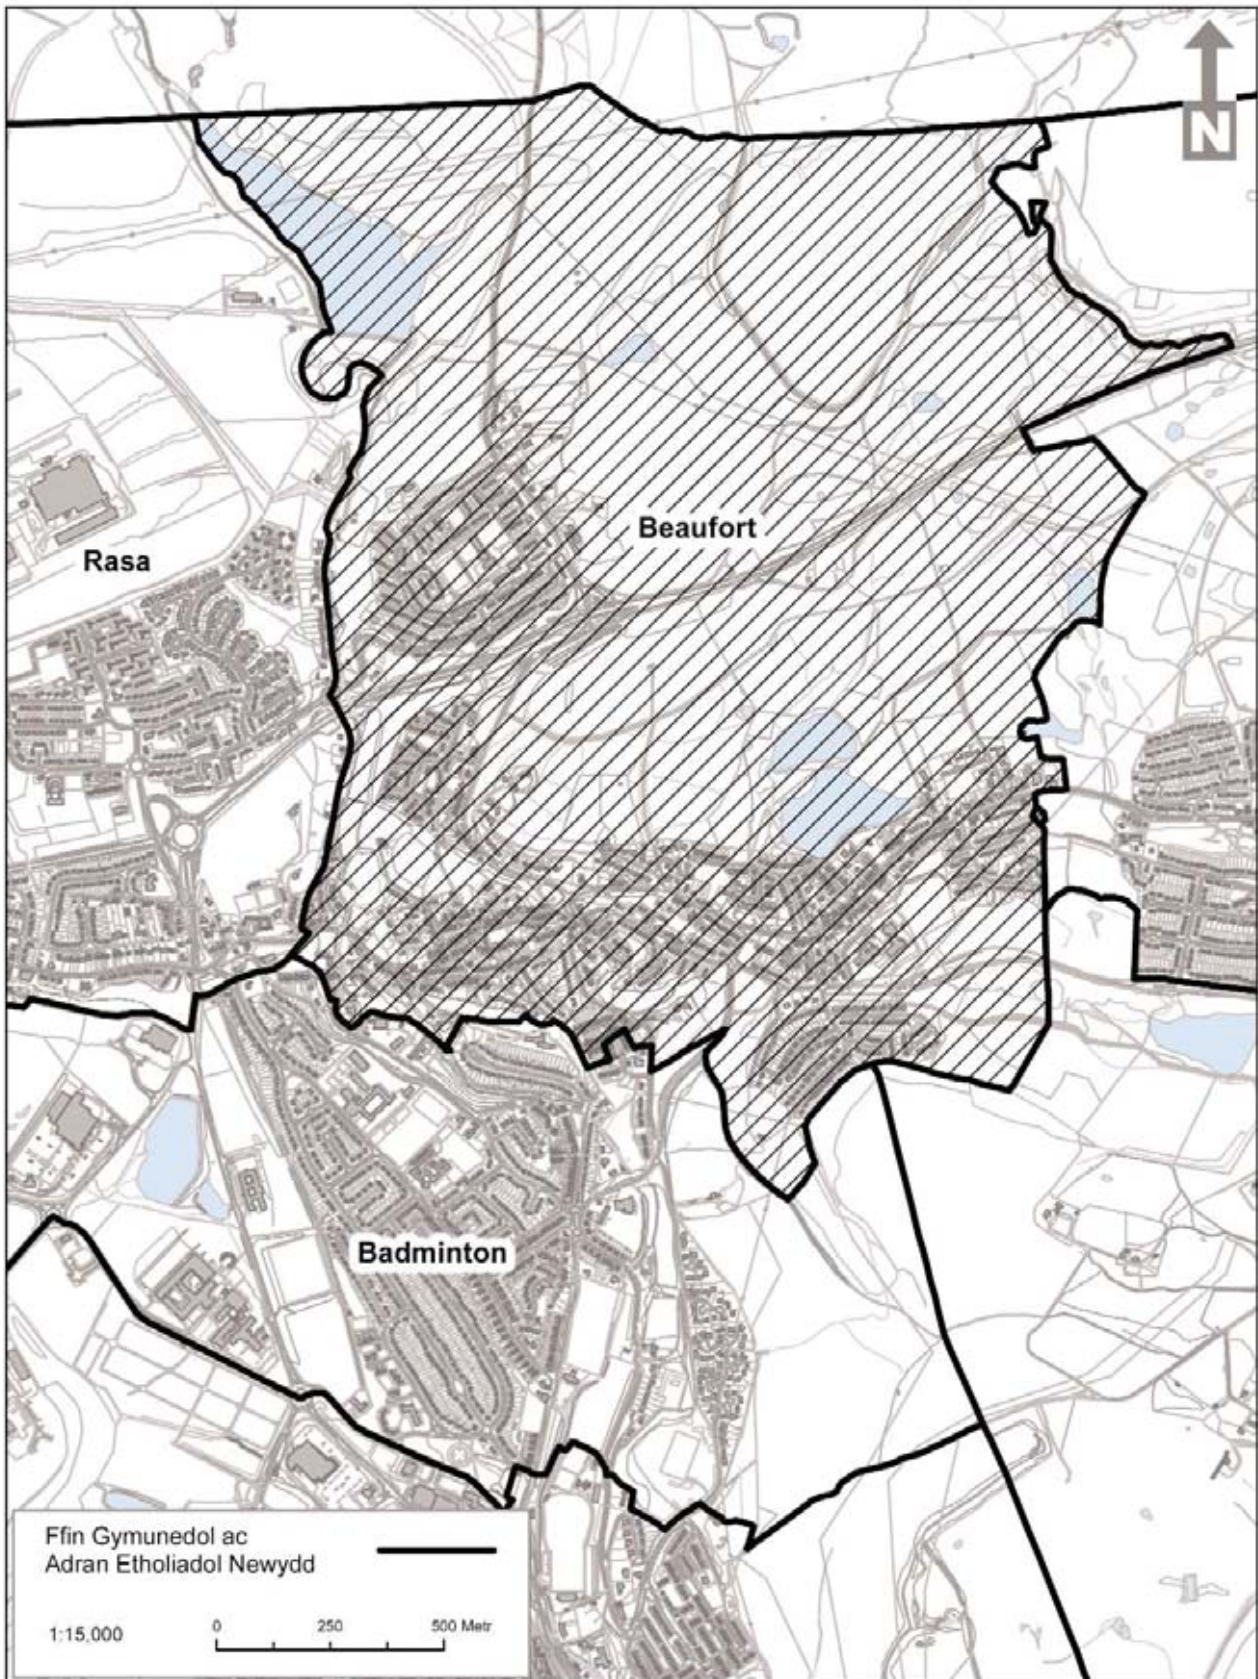 N
Beaufort
Rasa
Badminton
Ffin Gymunedol ac
Adran Etholiadol Newydd
1:15,000
0 250 500 Metr